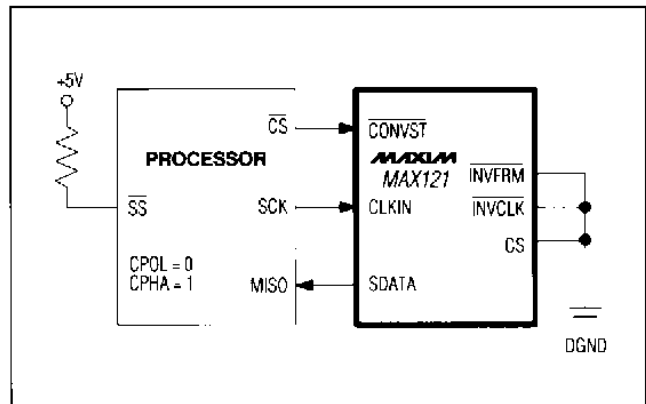 +5V
CS
CONVST
PROCESSOR
MAXIM
MAX121
INVFRM
SS
SCK
CLKIN
INVCLK
CS
CPOL = 0
CPHA = 1
MISO
SDATA
DGND